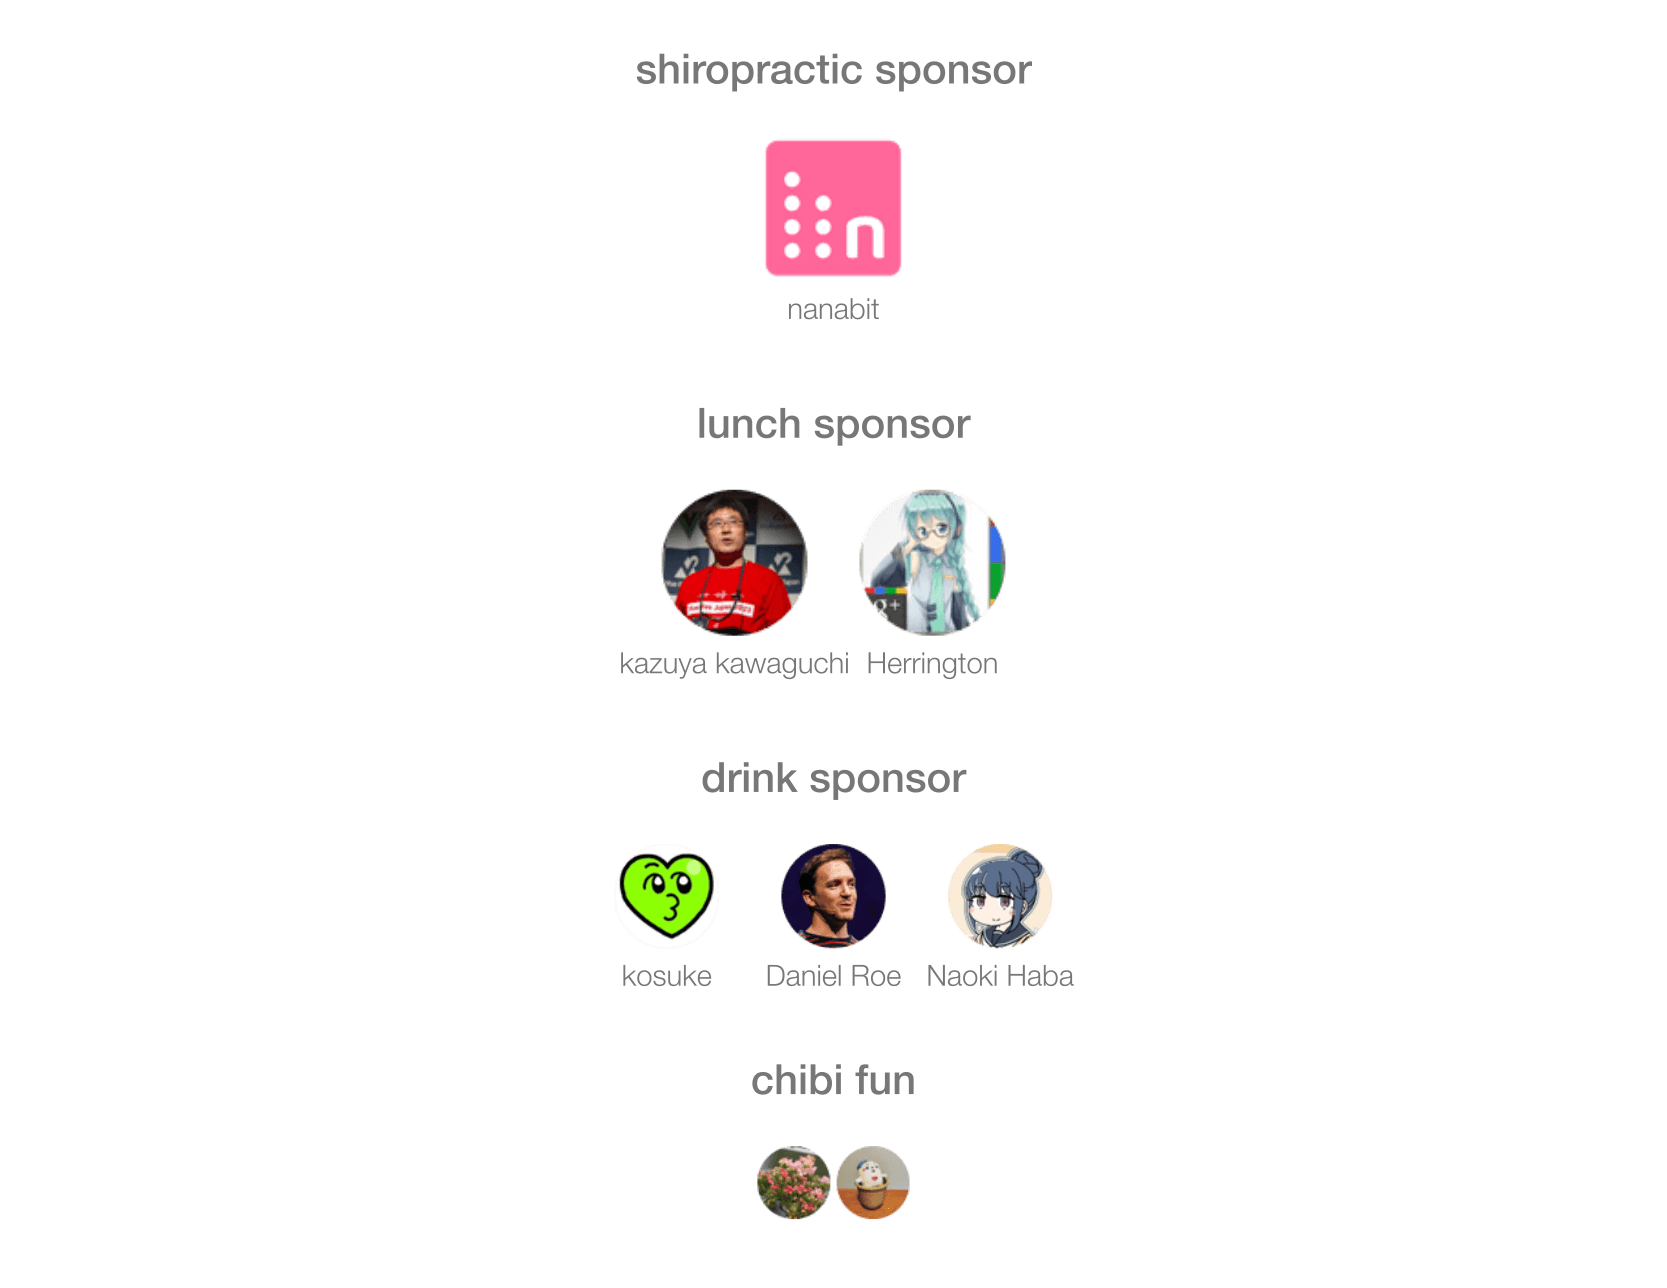 shiropractic sponsor
n
nanabit
lunch sponsor
g+
kazuya kawaguchi Herrington
drink sponsor
kosuke Daniel Roe Naoki Haba
chibi fun